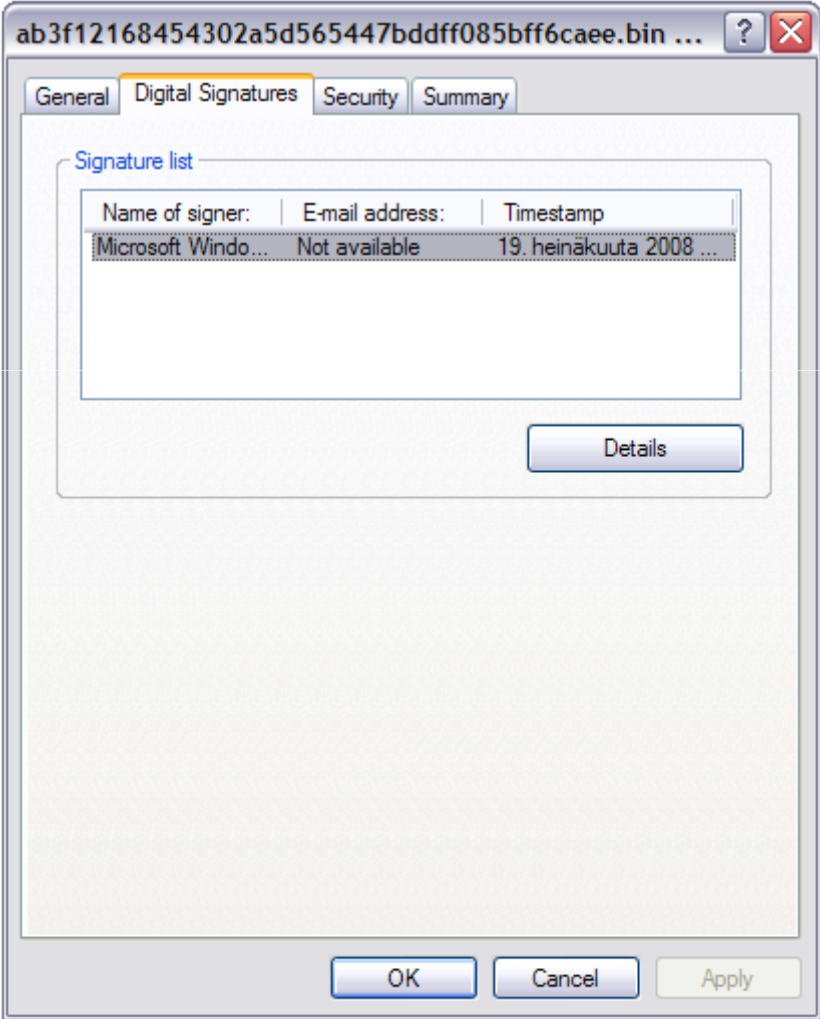 ab3f12168454302a5d565447bddff085bff6caee.bin ...
General Digital Signatures Security Summary
Signature list
Name of signer: E-mail address: Timestamp
Microsoft Windo... Not available 19. heinäkuuta 2008 ...
Details
OK Cancel Apply